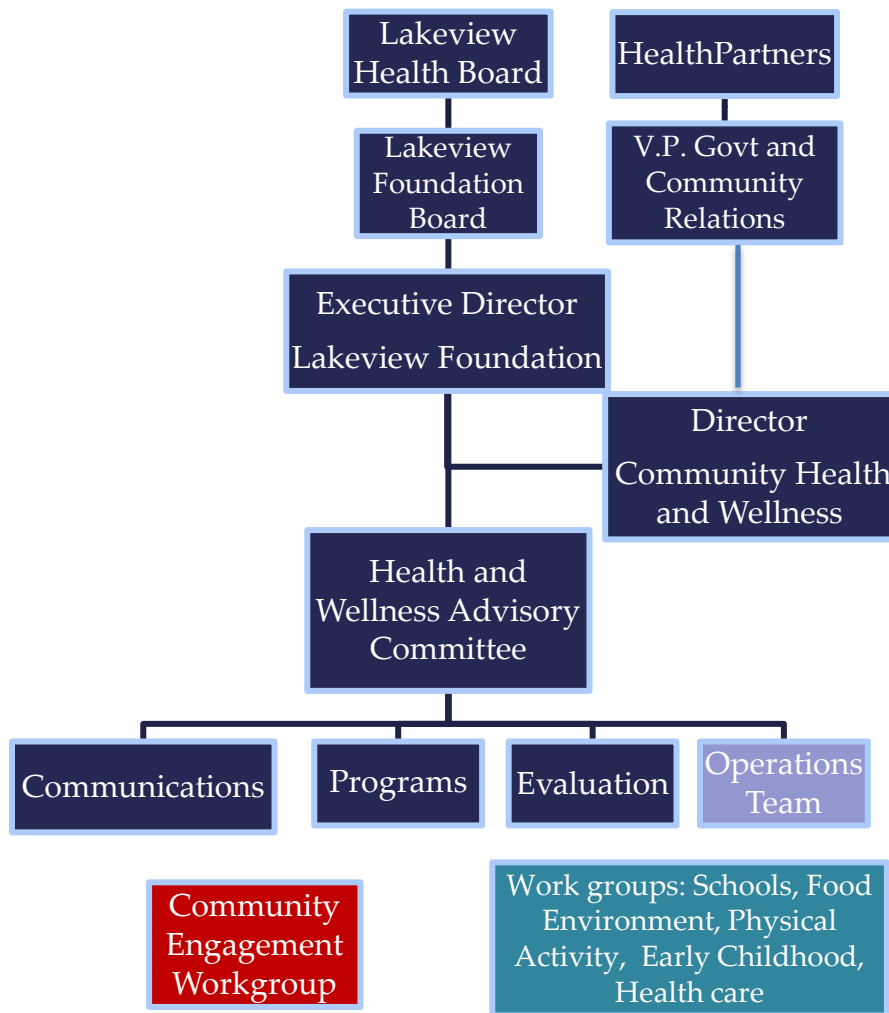 Lakeview
Health Board
HealthPartners
Lakeview
Foundation
Board
V.P. Govt and
Community
Relations
Executive Director
Lakeview Foundation
Director
Community Health
and Wellness
Health and
Wellness Advisory
Committee
Communications
Programs
Evaluation
Operations
Team
Community
Engagement
Workgroup
Work groups: Schools, Food
Environment, Physical
Activity,  Early Childhood,
Health care